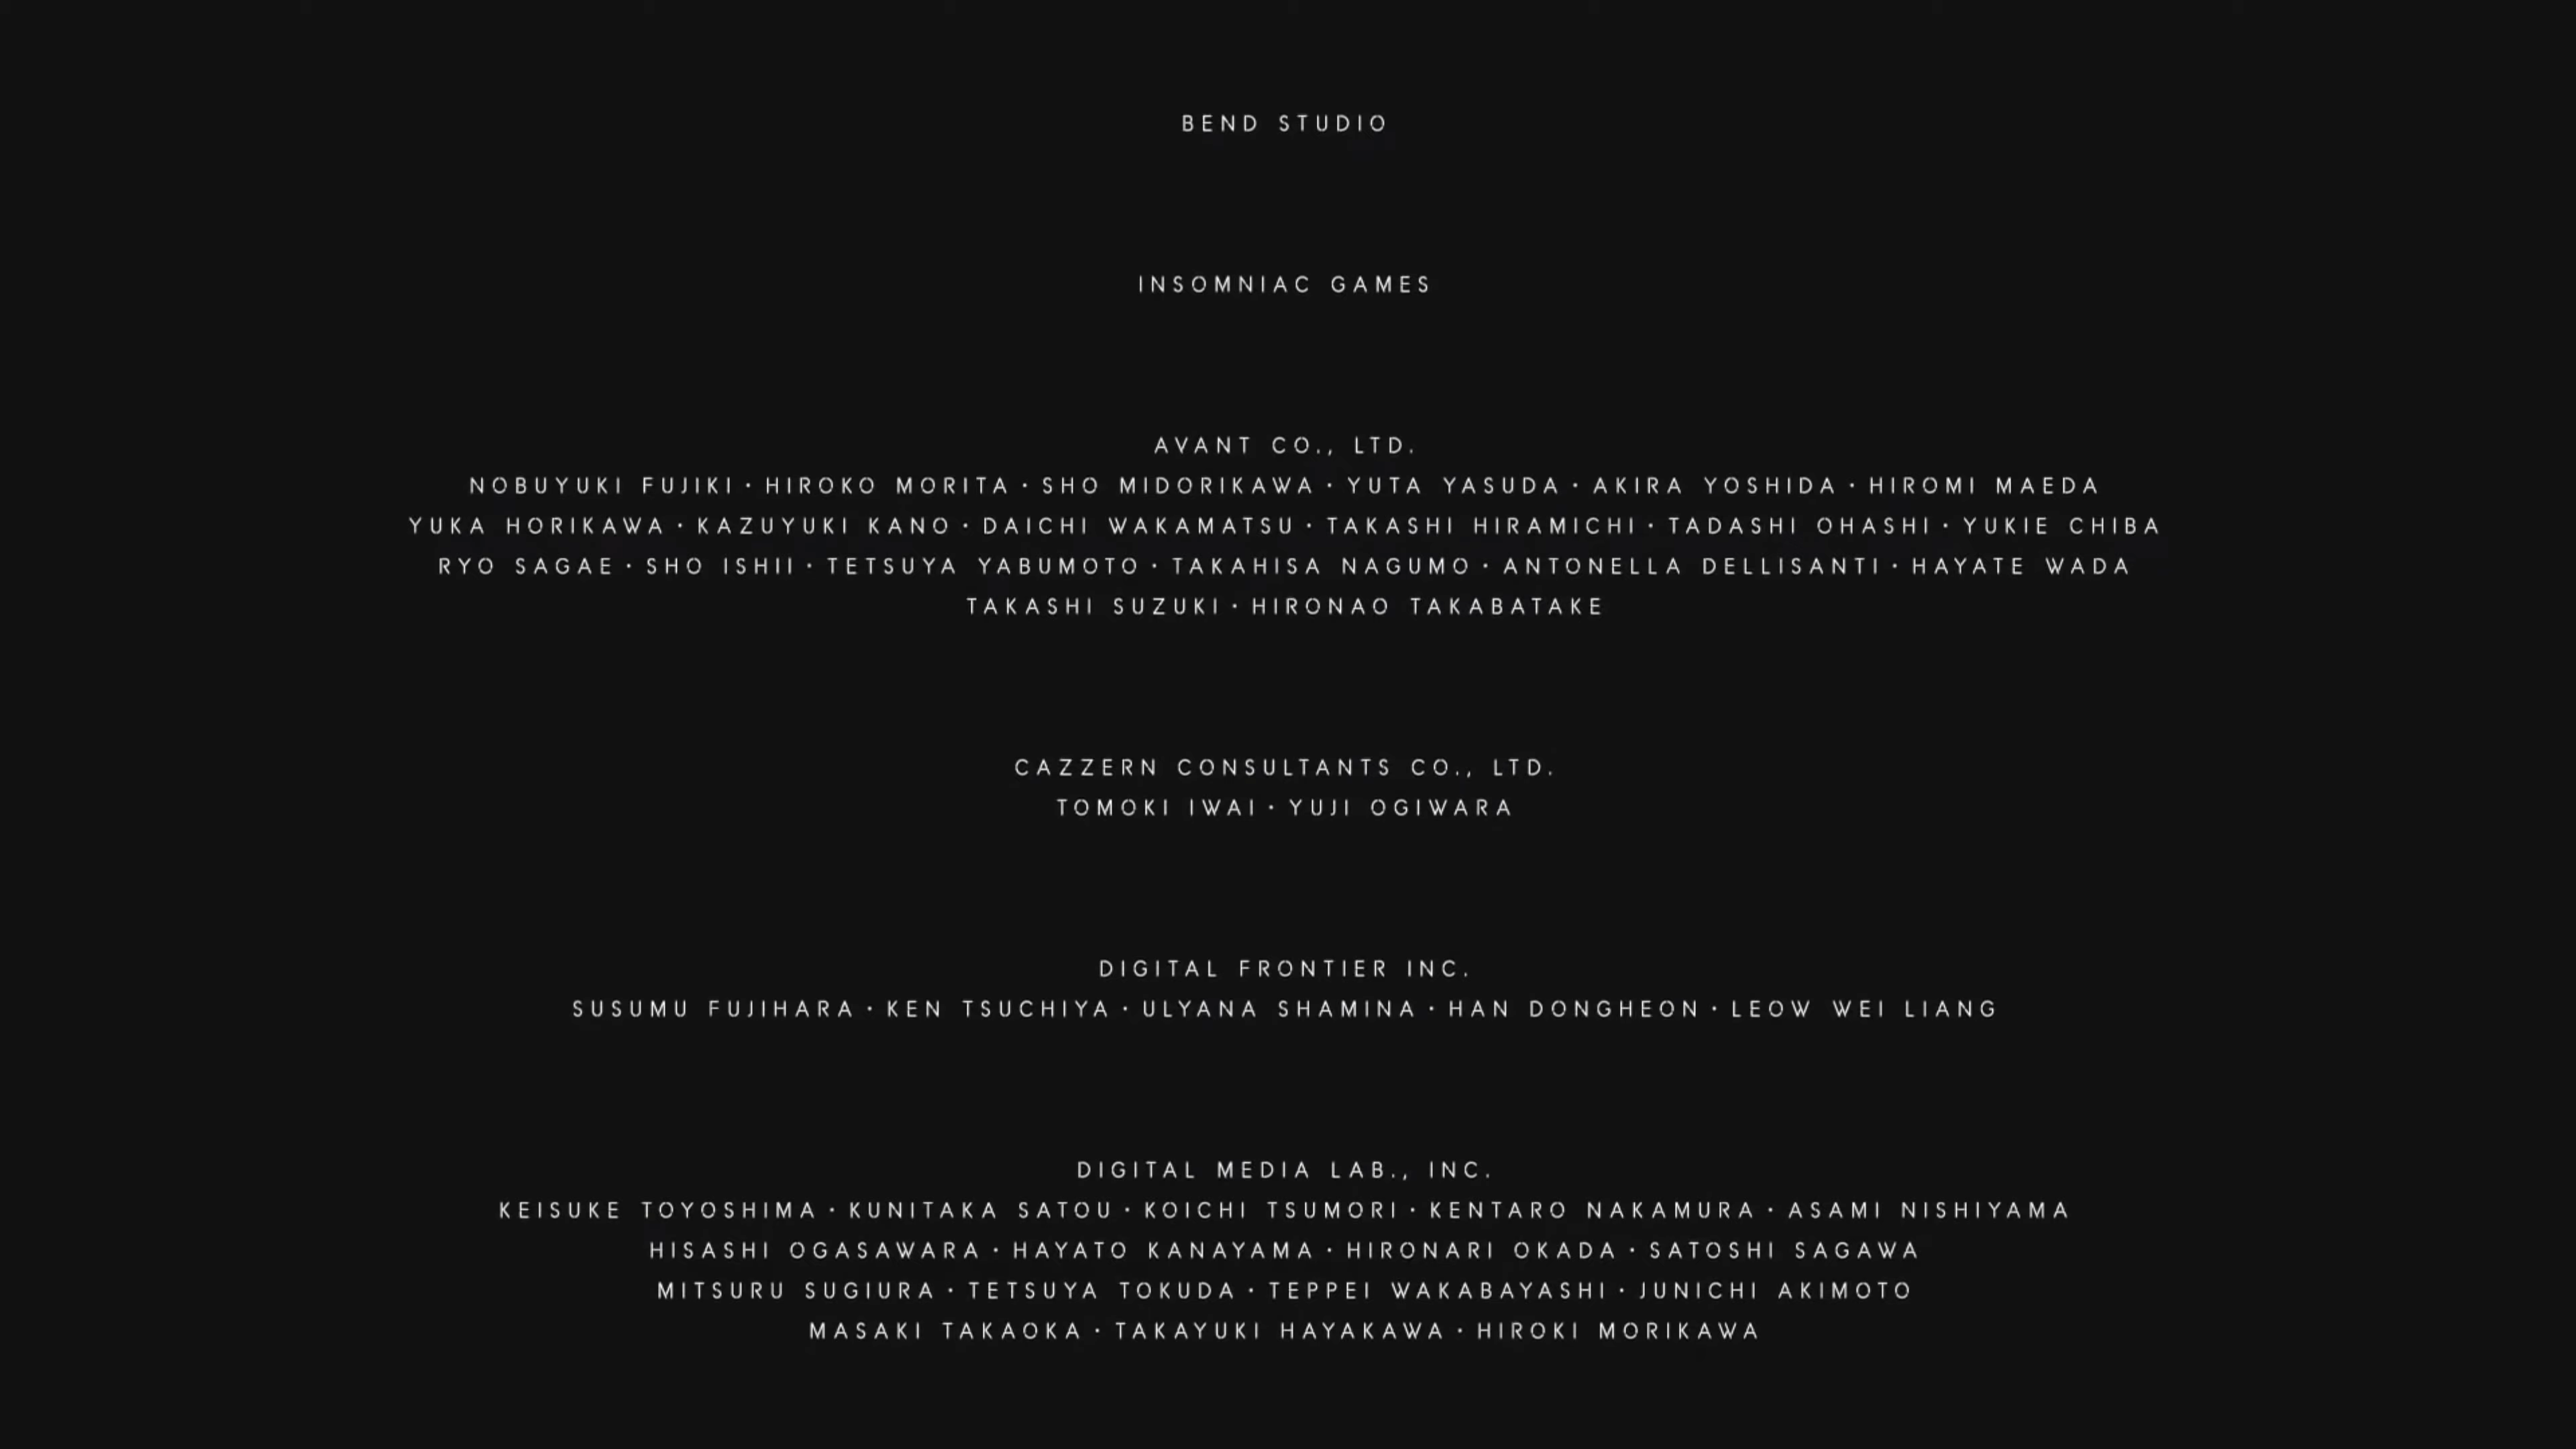 BEND STUDIO
INSOMNIAC GAMES
AVANT CO., LTD.
NOBUYUKI FUJIKI · HIROKO MORITA · SHO MIDORIKAWA · YUTA YASUDA · AKIRA YOSHIDA · HIROMI MAEDA
YUKA HORIKAWA · KAZUYUKI KANO · DAICHI WAKAMATSU · TAKASHI HIRAMICHI · TADASHI OHASHI · YUKIE CHIBA
RYO SAGAE · SHO ISHII · TETSUYA YABUMOTO · TAKAHISA NAGUMO · ANTONELLA DELLISANTI · HAYATE WADA
TAKASHI SUZUKI · HIRONAO TAKABATAKE
CAZZERN CONSULTANTS CO., LTD.
TOMOKI IWAI · YUJI OGIWARA
DIGITAL FRONTIER INC.
SUSUMU FUJIHARA · KEN TSUCHIYA · ULYANA SHAMINA · HAN DONGHEON · LEOW WEI LIANG
DIGITAL MEDIA LAB., INC.
KEISUKE TOYOSHIMA · KUNITAKA SATOU · KOICHI TSUMORI · KENTARO NAKAMURA · ASAMI NISHIYAMA
HISASHI OGASAWARA · HAYATO KANAYAMA · HIRONARI OKADA · SATOSHI SAGAWA
MITSURU SUGIURA · TETSUYA TOKUDA · TEPPEI WAKABAYASHI · JUNICHI AKIMOTO
MASAKI TAKAOKA · TAKAYUKI HAYAKAWA · HIROKI MORIKAWA